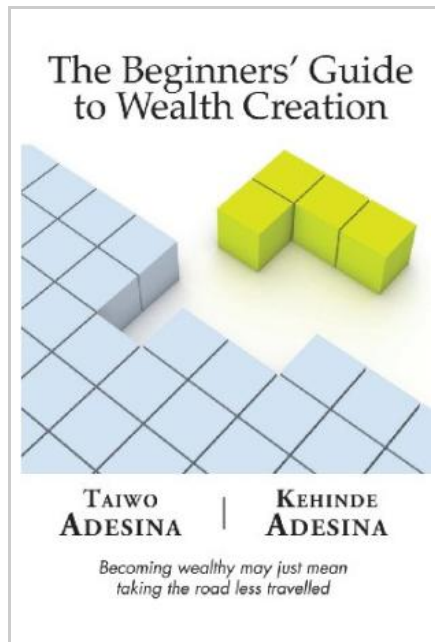 The Beginners' Guide
to Wealth Creation
TAIWO | KEHINDE
ADESINA | ADESINA
Becoming wealthy may just mean
taking the road less travelled